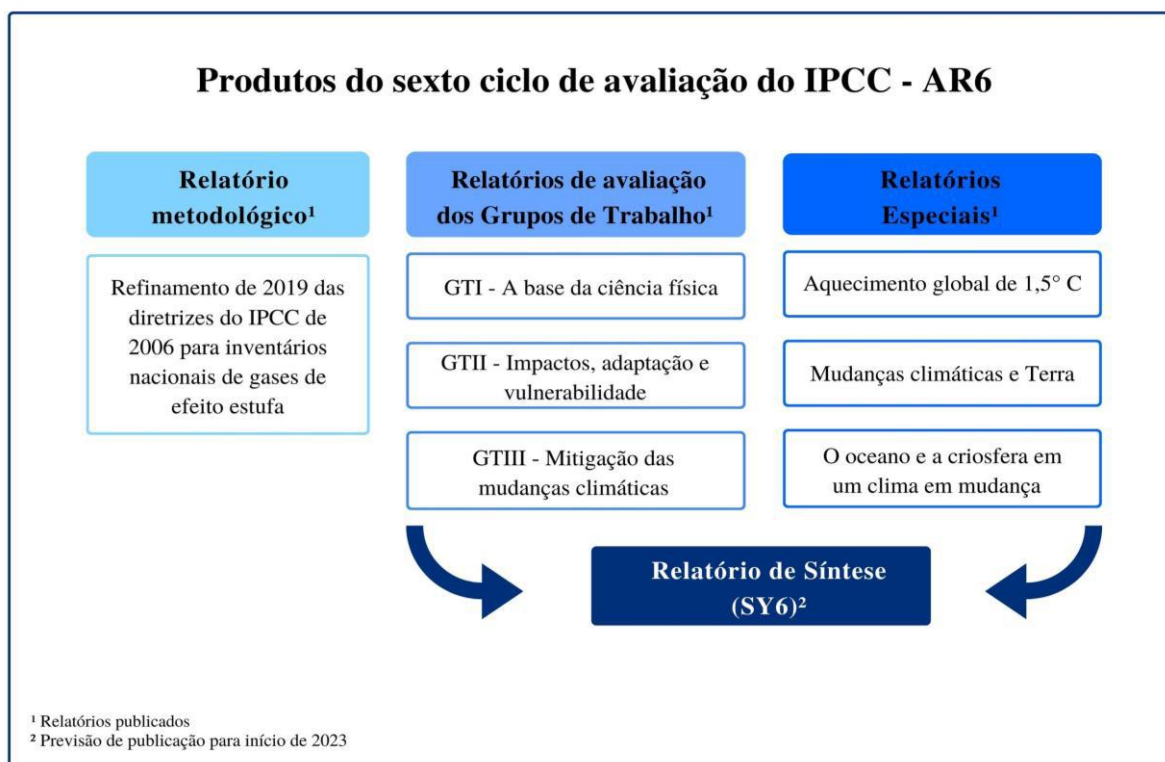 Produtos do sexto ciclo de avaliação do IPCC - AR6
Relatório
metodológico¹
Refinamento de 2019 das
diretrizes do IPCC de
2006 para inventários
nacionais de gases de
efeito estufa
Relatórios de avaliação
dos Grupos de Trabalho¹
GTI - A base da ciência física
GTII - Impactos, adaptação e
vulnerabilidade
GTIII - Mitigação das
mudanças climáticas
Relatórios
Especiais¹
Aquecimento global de 1,5° C
Mudanças climáticas e Terra
O oceano e a criosfera em
um clima em mudança
Relatório de Síntese
(SY6)²
¹ Relatórios publicados
² Previsão de publicação para início de 2023